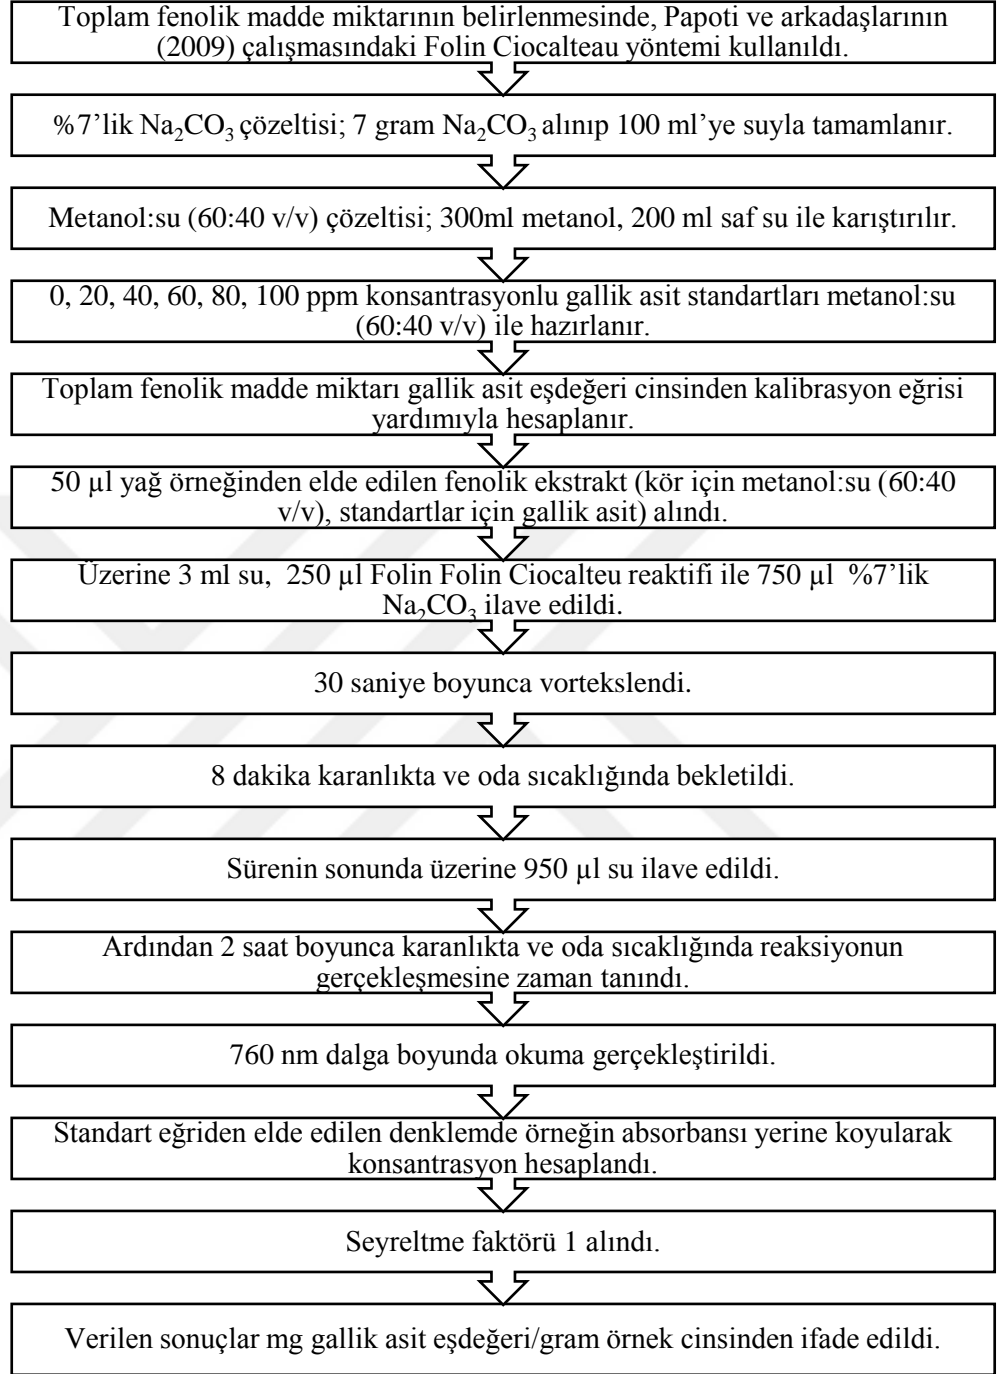 Toplam fenolik madde miktarının belirlenmesinde, Papoti ve arkadaşlarının
(2009) çalışmasındaki Folin Ciocalteau yöntemi kullanıldı.
%7’lik Na₂CO₃ çözeltisi; 7 gram Na₂CO₃ alınıp 100 ml’ye suyla tamamlanır.
Metanol:su (60:40 v/v) çözeltisi; 300ml metanol, 200 ml saf su ile karıştırılır.
0, 20, 40, 60, 80, 100 ppm konsantrasyonlu gallik asit standartları metanol:su
(60:40 v/v) ile hazırlanır.
Toplam fenolik madde miktarı gallik asit eşdeğeri cinsinden kalibrasyon eğrisi
yardımıyla hesaplanır.
50 µl yağ örneğinden elde edilen fenolik ekstrakt (kör için metanol:su (60:40
v/v), standartlar için gallik asit) alındı.
Üzerine 3 ml su, 250 µl Folin Folin Ciocalteu reaktifi ile 750 µl %7’lik
Na₂CO₃ ilave edildi.
30 saniye boyunca vortekslendi.
8 dakika karanlıkta ve oda sıcaklığında bekletildi.
Sürenin sonunda üzerine 950 µl su ilave edildi.
Ardından 2 saat boyunca karanlıkta ve oda sıcaklığında reaksiyonun
gerçekleşmesine zaman tanındı.
760 nm dalga boyunda okuma gerçekleştirildi.
Standart eğriden elde edilen denklemde örneğin absorbansı yerine koyularak
konsantrasyon hesaplandı.
Seyreltme faktörü 1 alındı.
Verilen sonuçlar mg gallik asit eşdeğeri/gram örnek cinsinden ifade edildi.